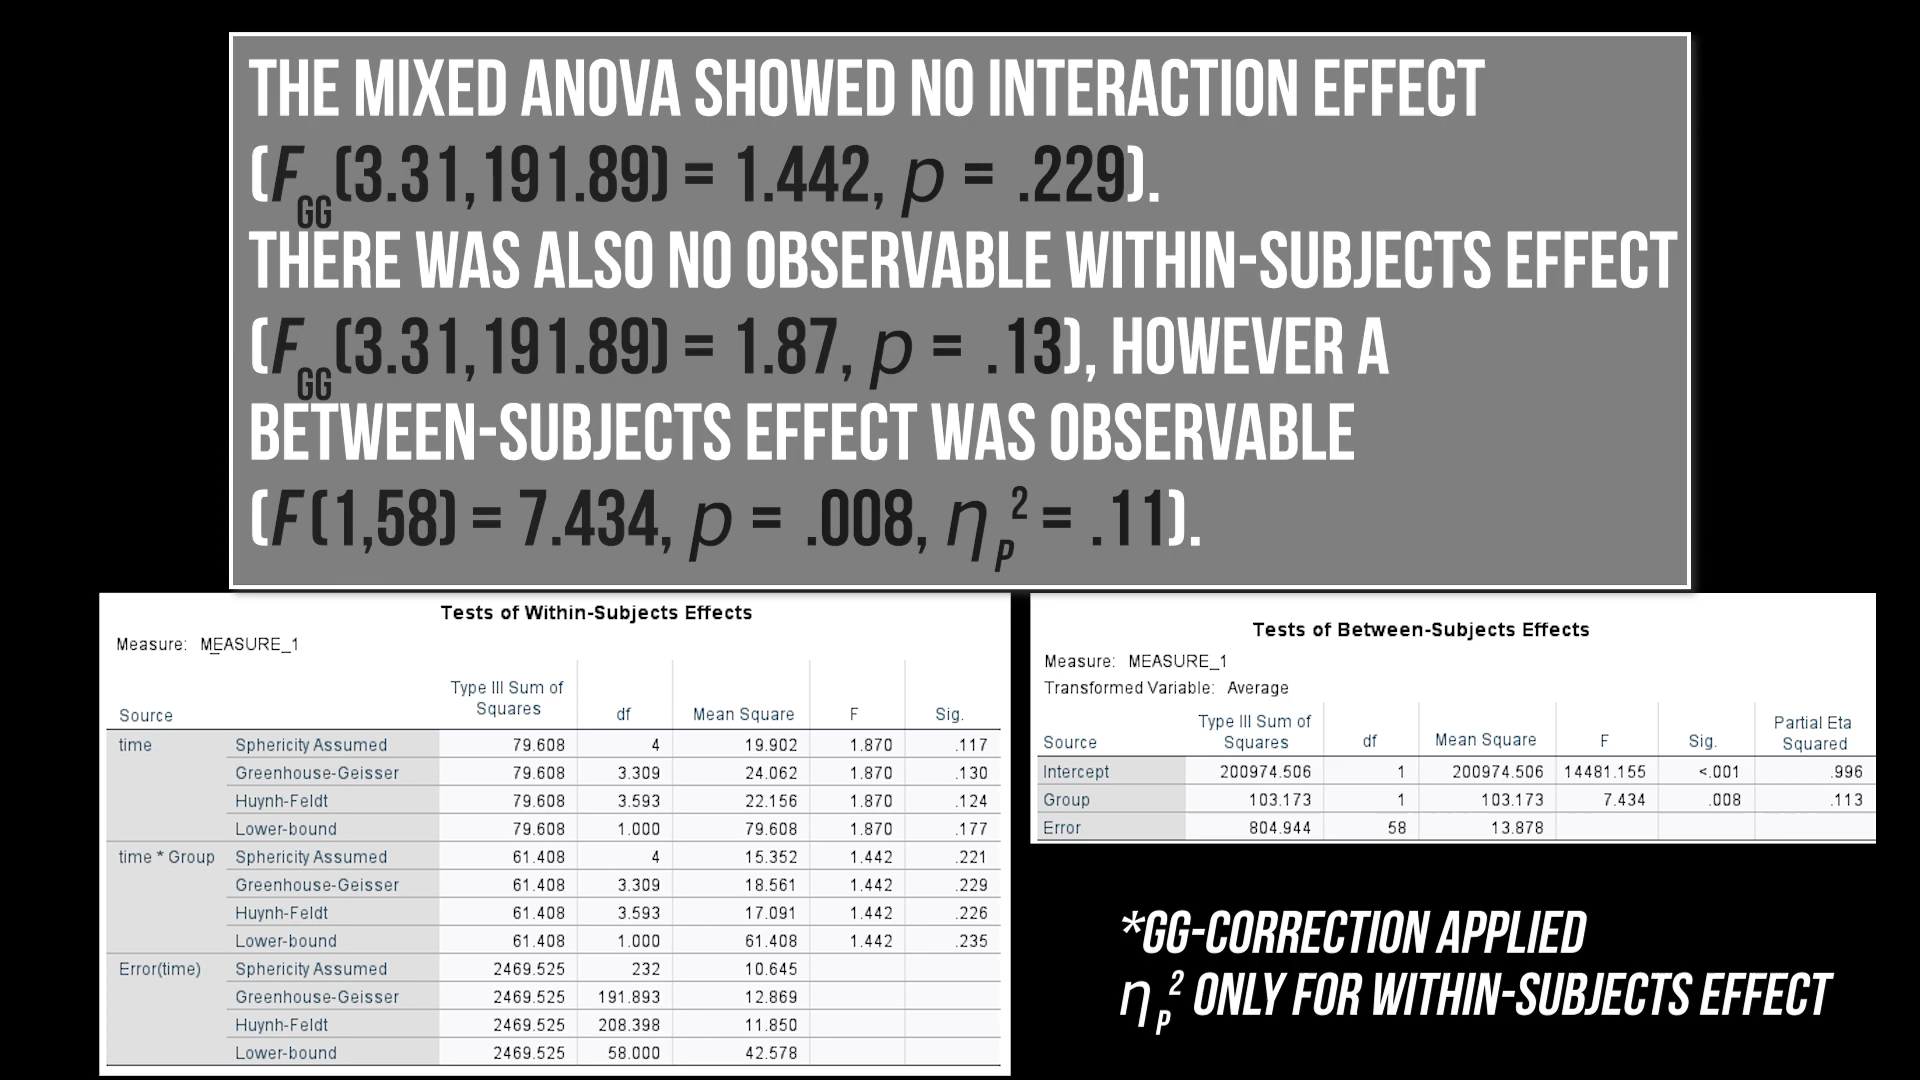 THE MIXED ANOVA SHOWED NO INTERACTION EFFECT
(F GG (3.31,191.89) = 1.442, p = .229).
THERE WAS ALSO NO OBSERVABLE WITHIN-SUBJECTS EFFECT
(F GG (3.31,191.89) = 1.87, p = .13), HOWEVER A
BETWEEN-SUBJECTS EFFECT WAS OBSERVABLE
(F(1,58) = 7.434, p = .008, η p 2 = .11).
Tests of Within-Subjects Effects
Measure: MEASURE_1
Source Type III Sum of Squares df Mean Square F Sig.
time Sphericity Assumed 79.608 4 19.902 1.870 .117
Greenhouse-Geisser 79.608 3.309 24.062 1.870 .130
Huynh-Feldt 79.608 3.593 22.156 1.870 .124
Lower-bound 79.608 1.000 79.608 1.870 .177
time * Group Sphericity Assumed 61.408 4 15.352 1.442 .221
Greenhouse-Geisser 61.408 3.309 18.561 1.442 .229
Huynh-Feldt 61.408 3.593 17.091 1.442 .226
Lower-bound 61.408 1.000 61.408 1.442 .235
Error(time) Sphericity Assumed 2469.525 232 10.645
Greenhouse-Geisser 2469.525 191.893 12.869
Huynh-Feldt 2469.525 208.398 11.850
Lower-bound 2469.525 58.000 42.578
Tests of Between-Subjects Effects
Measure: MEASURE_1
Transformed Variable: Average
Source Type III Sum of Squares df Mean Square F Sig. Partial Eta Squared
Intercept 200974.506 1 200974.506 14481.155 <.001 .996
Group 103.173 1 103.173 7.434 .008 .113
Error 804.944 58 13.878
*GG-CORRECTION APPLIED
η p 2 ONLY FOR WITHIN-SUBJECTS EFFECT